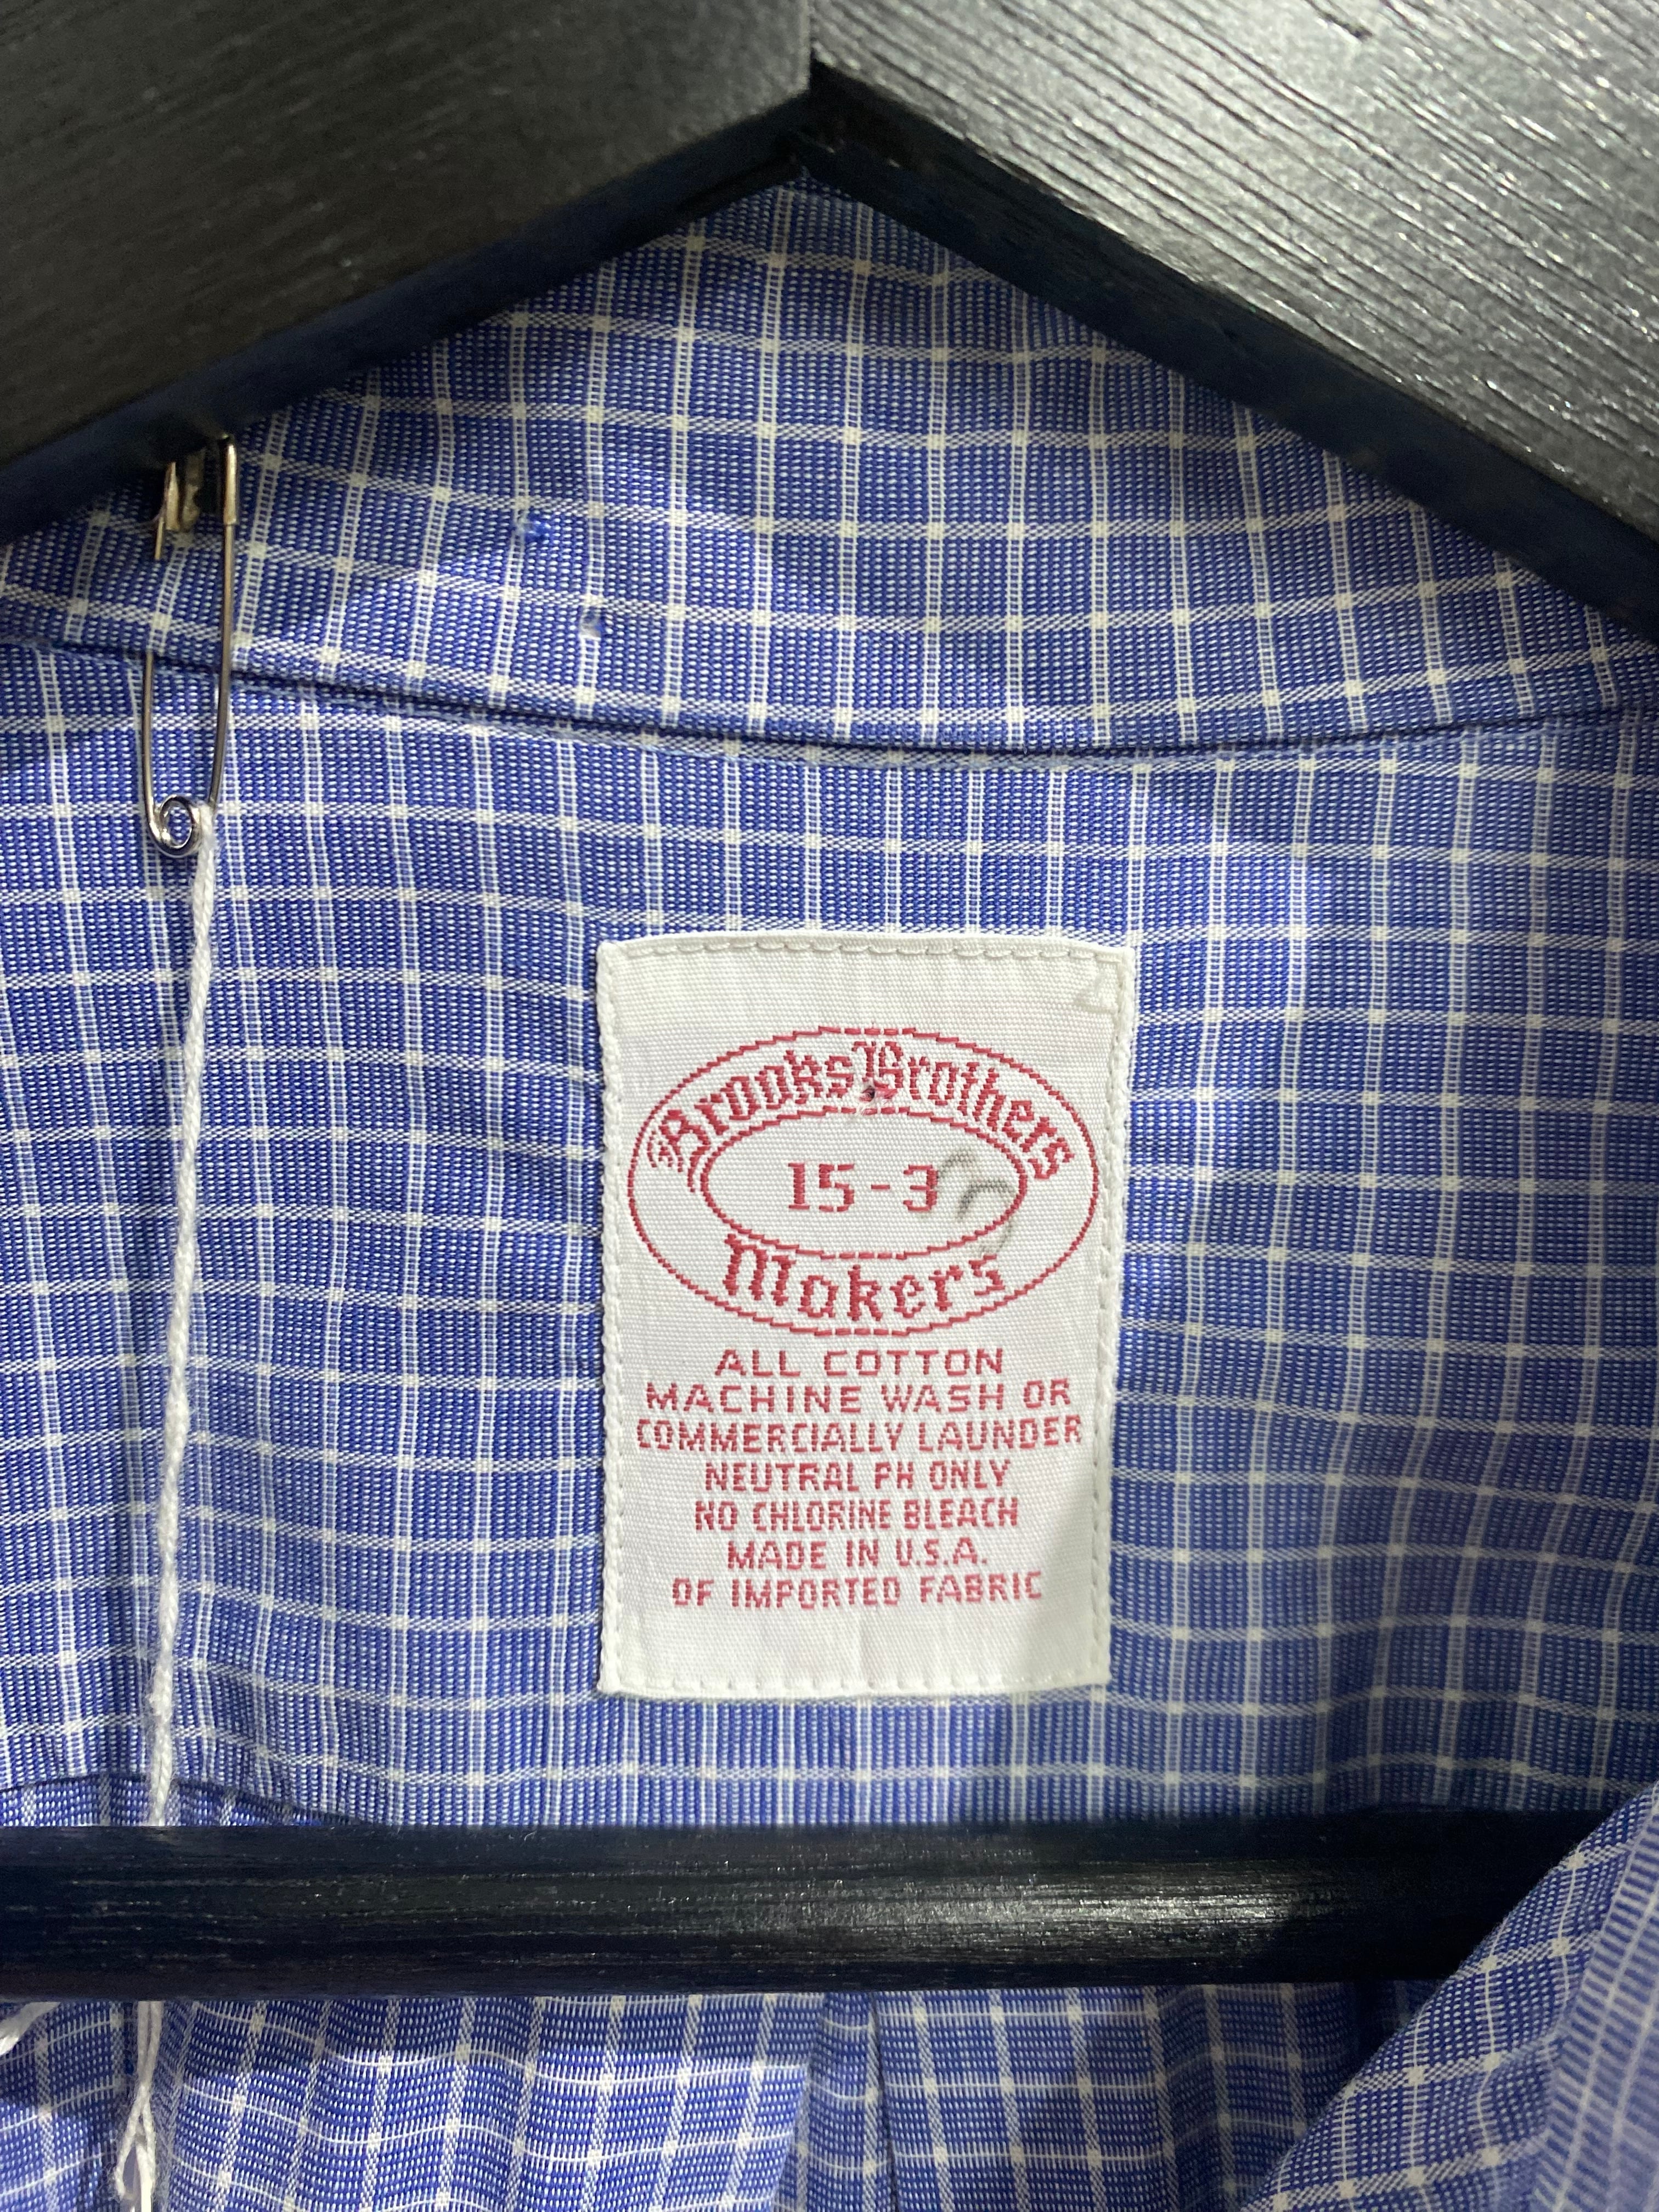 Brooks Brothers
15-3
Makers
ALL COTTON
MACHINE WASH OR
COMMERCIALLY LAUNDER
NEUTRAL PH ONLY
NO CHLORINE BLEACH
MADE IN U.S.A.
OF IMPORTED FABRIC